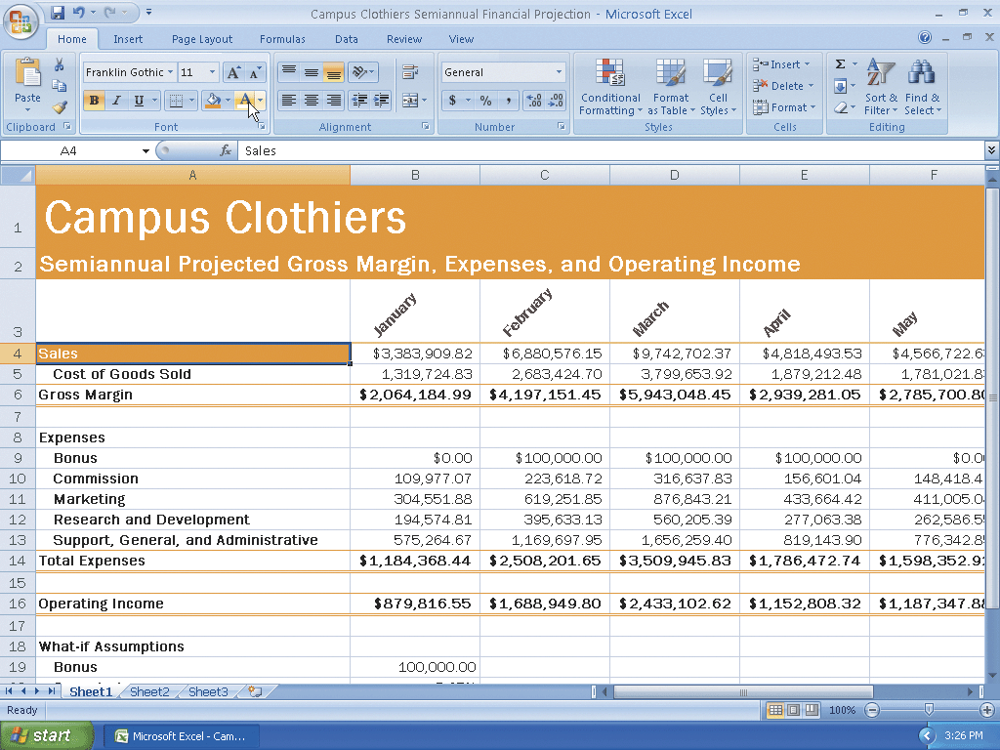 Campus Clothiers Semiannual Financial Projection - Microsoft Excel
Home Insert Page Layout Formulas Data Review View
Paste
Clipboard
Franklin Gothic 11
B I U A
Font
Alignment
General
$ % , .00 .00
Number
Conditional Formatting
Format as Table
Cell Styles
Styles
Insert
Delete
Format
Cells
Σ
Sort & Filter
Find & Select
Editing
A4 fx Sales
A B C D E F
1 Campus Clothiers
2 Semiannual Projected Gross Margin, Expenses, and Operating Income
3 January February March April May
4 Sales $3,383,909.82 $6,880,576.15 $9,742,702.37 $4,818,493.53 $4,566,722.6
5 Cost of Goods Sold 1,319,724.83 2,683,424.70 3,799,653.92 1,879,212.48 1,781,021.8
6 Gross Margin $2,064,184.99 $4,197,151.45 $5,943,048.45 $2,939,281.05 $2,785,700.8
7
8 Expenses
9 Bonus $0.00 $100,000.00 $100,000.00 $100,000.00 $0.0
10 Commission 109,977.07 223,618.72 316,637.83 156,601.04 148,418.4
11 Marketing 304,551.88 619,251.85 876,843.21 433,664.42 411,005.0
12 Research and Development 194,574.81 395,633.13 560,205.39 277,063.38 262,586.5
13 Support, General, and Administrative 575,264.67 1,169,697.95 1,656,259.40 819,143.90 776,342.8
14 Total Expenses $1,184,368.44 $2,508,201.65 $3,509,945.83 $1,786,472.74 $1,598,352.9
15
16 Operating Income $879,816.55 $1,688,949.80 $2,433,102.62 $1,152,808.32 $1,187,347.8
17
18 What-if Assumptions
19 Bonus 100,000.00
Sheet1 Sheet2 Sheet3
Ready 100%
start Microsoft Excel - Cam... 3:26 PM